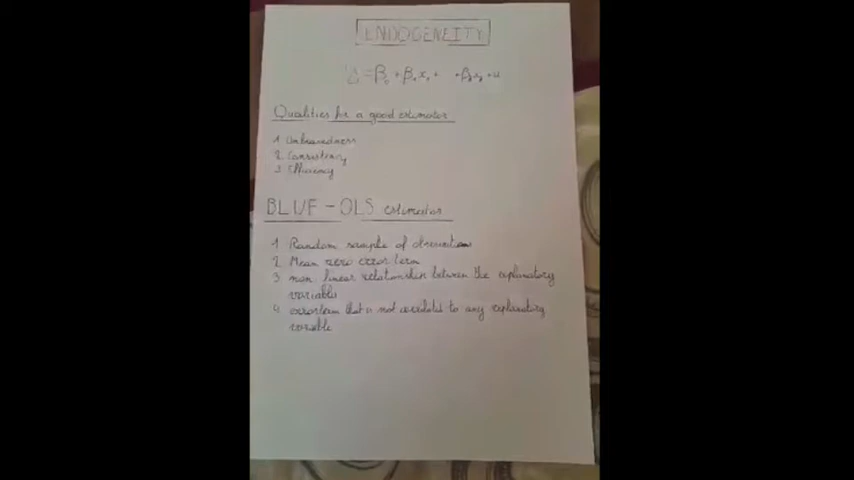 ENDOGENEITY
= β₀ + β₁x₁ + + βₖxₖ + u
Qualities for a good estimator
1 Unbiasedness
2 Consistency
3 Efficiency
BLUE - OLS estimator
1 Random sample of observations
2 Mean zero error term
3 non linear relationship between the explanatory
variable
4 error term that is not correlated to any explanatory
variable